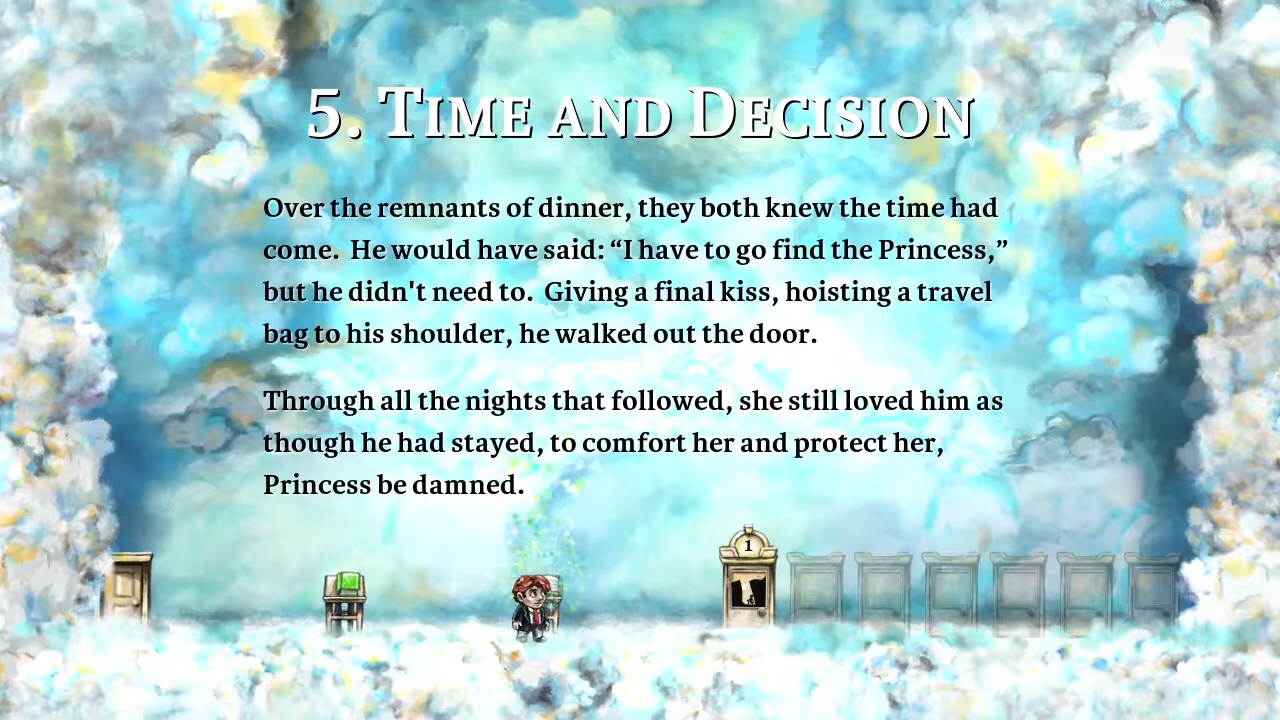 5. Time and Decision
Over the remnants of dinner, they both knew the time had
come.  He would have said: “I have to go find the Princess,”
but he didn't need to.  Giving a final kiss, hoisting a travel
bag to his shoulder, he walked out the door.
Through all the nights that followed, she still loved him as
though he had stayed, to comfort her and protect her,
Princess be damned.
1